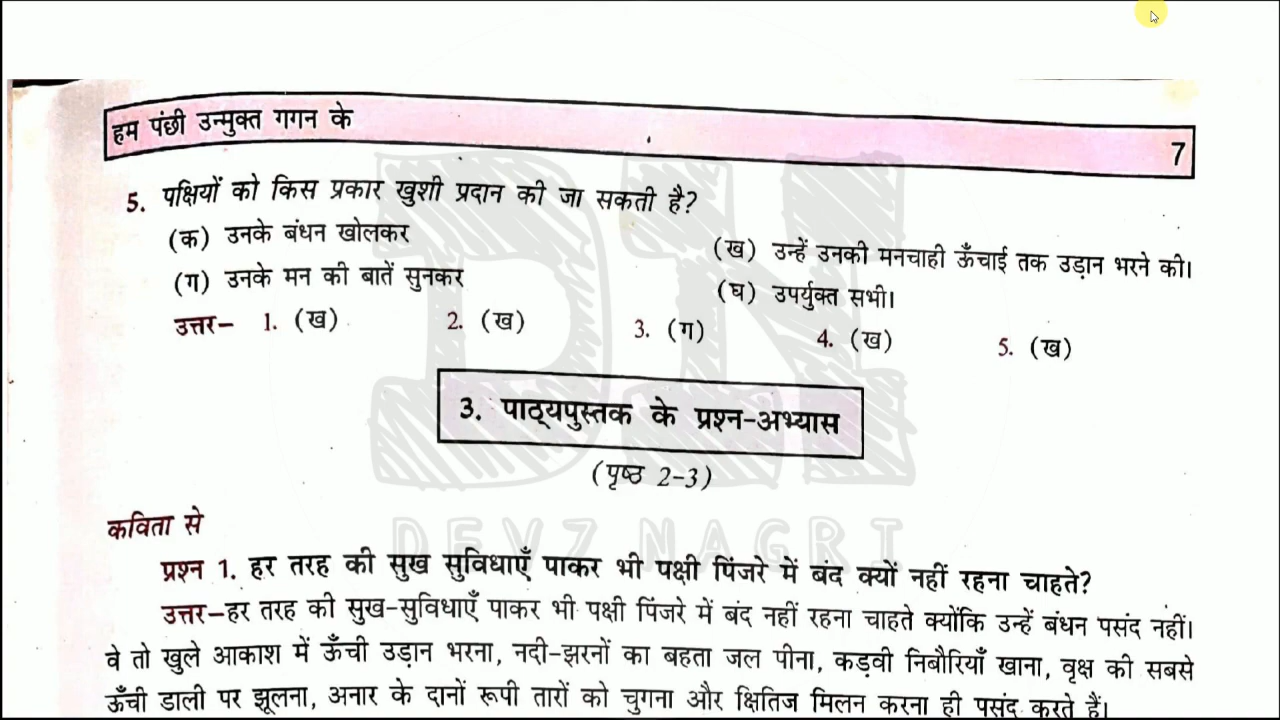 हम पंछी उन्मुक्त गगन के 7
5. पक्षियों को किस प्रकार खुशी प्रदान की जा सकती है?
(क) उनके बंधन खोलकर (ख) उन्हें उनकी मनचाही ऊँचाई तक उड़ान भरने की।
(ग) उनके मन की बातें सुनकर (घ) उपर्युक्त सभी।
उत्तर– 1. (ख) 2. (ख) 3. (ग) 4. (ख) 5. (ख)
3. पाठ्यपुस्तक के प्रश्न-अभ्यास
(पृष्ठ 2-3)
कविता से
DEVZ NAGRI
प्रश्न 1. हर तरह की सुख सुविधाएँ पाकर भी पक्षी पिंजरे में बंद क्यों नहीं रहना चाहते?
उत्तर–हर तरह की सुख-सुविधाएँ पाकर भी पक्षी पिंजरे में बंद नहीं रहना चाहते क्योंकि उन्हें बंधन पसंद नहीं।
वे तो खुले आकाश में ऊँची उड़ान भरना, नदी-झरनों का बहता जल पीना, कड़वी निबौरियाँ खाना, वृक्ष की सबसे
ऊँची डाली पर झूलना, अनार के दानों रूपी तारों को चुगना और क्षितिज मिलन करना ही पसंद करते हैं।
DN